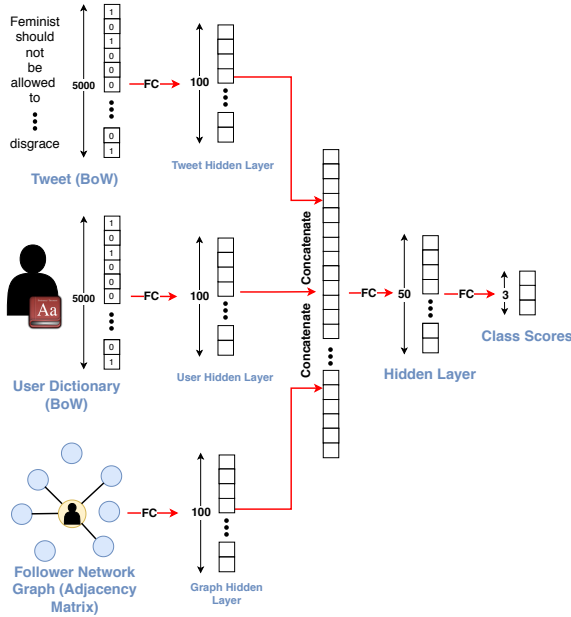 Feminist
should
not
be
allowed
to
disgrace
5000
1
0
1
0
0
0
0
1
FC
100
Tweet (BoW)
Tweet Hidden Layer
Aa
5000
1
0
1
0
0
0
0
1
FC
100
User Dictionary
(BoW)
User Hidden Layer
Concatenate
Concatenate
FC
50
FC
3
Hidden Layer
Class Scores
FC
100
Follower Network
Graph (Adjacency
Matrix)
Graph Hidden
Layer